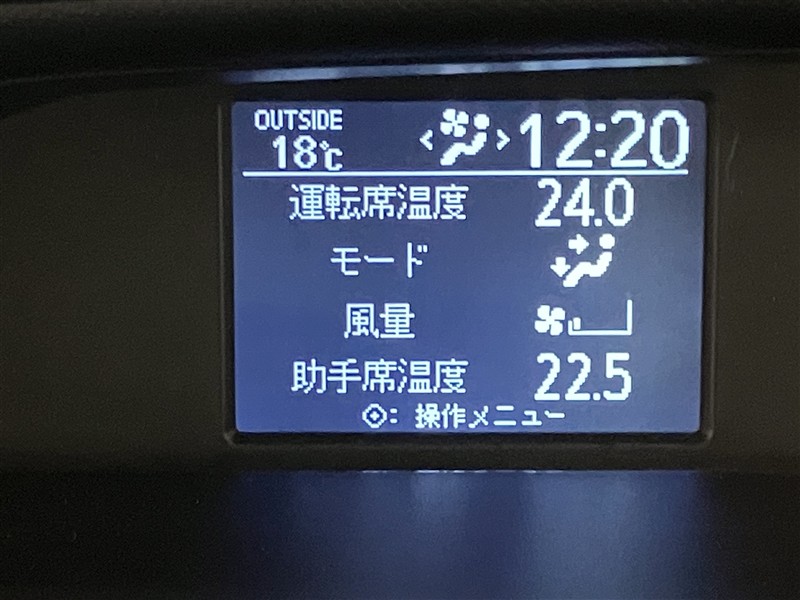 OUTSIDE
18℃
12:20
運転席温度 24.0
モード
風量
助手席温度 22.5
: 操作メニュー